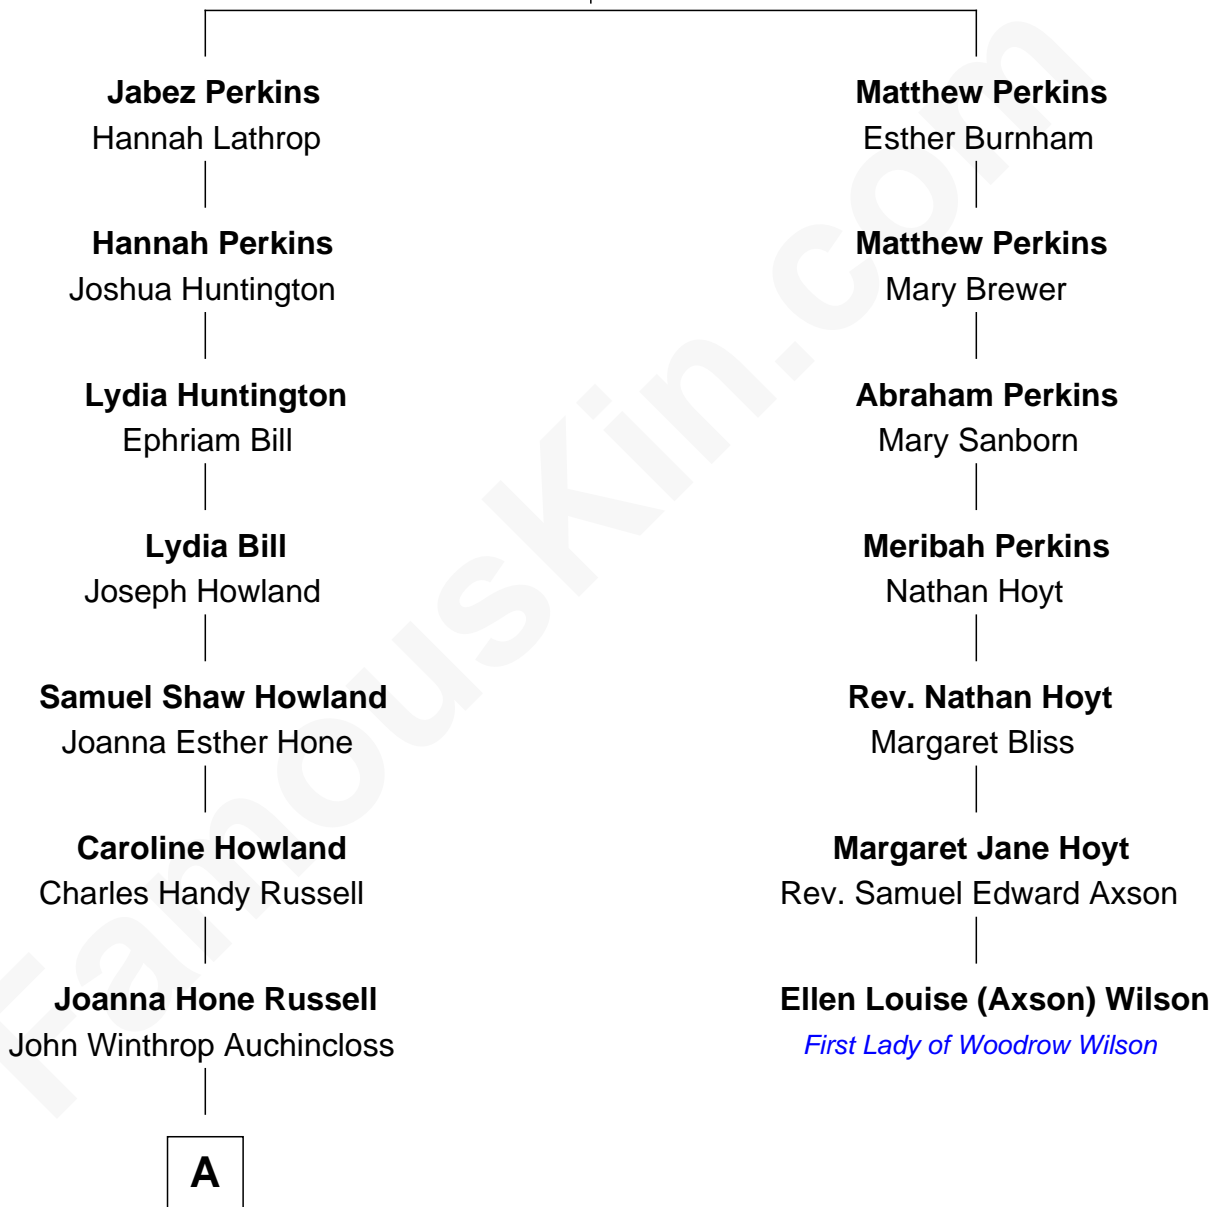 Jabez Perkins
Hannah Lathrop
Hannah Perkins
Joshua Huntington
Lydia Huntington
Ephriam Bill
Lydia Bill
Joseph Howland
Samuel Shaw Howland
Joanna Esther Hone
Caroline Howland
Charles Handy Russell
Joanna Hone Russell
John Winthrop Auchincloss
A
Matthew Perkins
Esther Burnham
Matthew Perkins
Mary Brewer
Abraham Perkins
Mary Sanborn
Meribah Perkins
Nathan Hoyt
Rev. Nathan Hoyt
Margaret Bliss
Margaret Jane Hoyt
Rev. Samuel Edward Axson
Ellen Louise (Axson) Wilson
First Lady of Woodrow Wilson
FamousKin.com